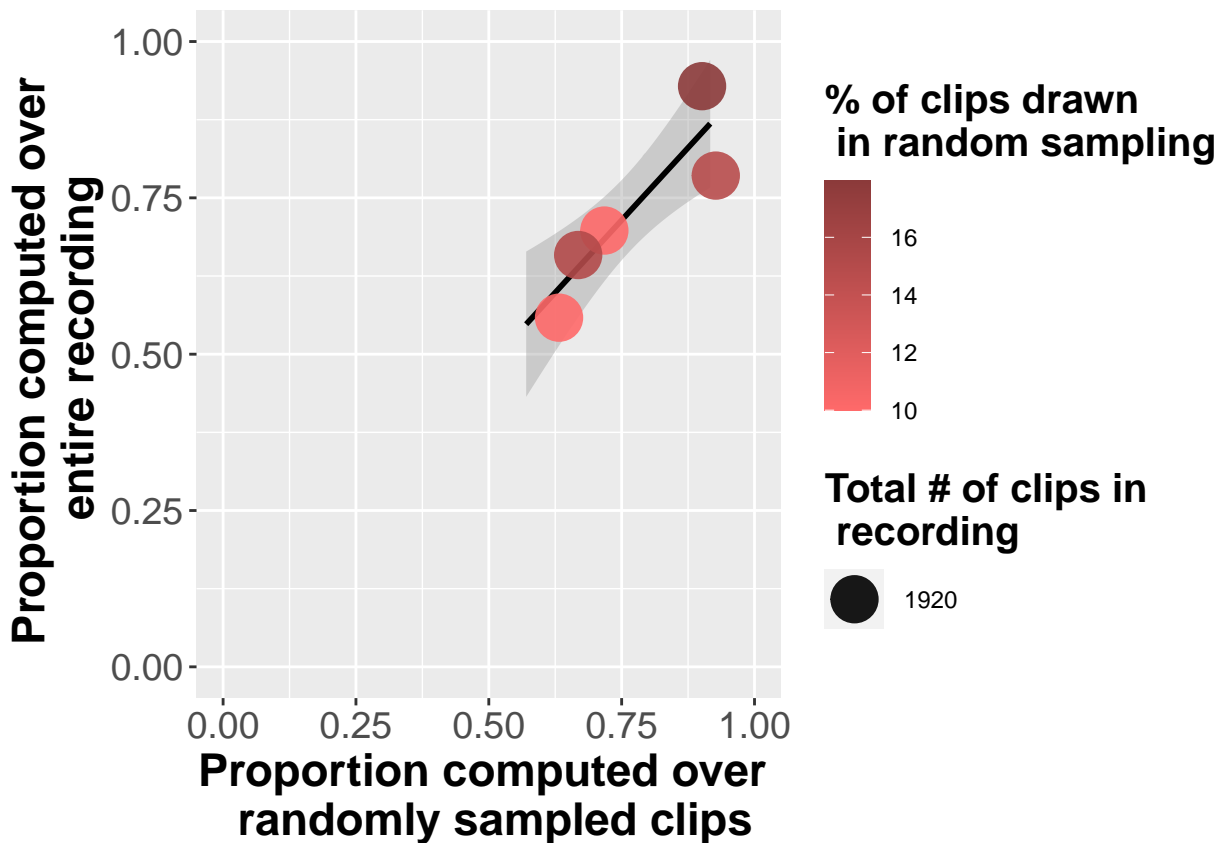 Proportion computed over
entire recording
1.00
0.75
0.50
0.25
0.00
0.00 0.25 0.50 0.75 1.00
Proportion computed over
randomly sampled clips
% of clips drawn
in random sampling
16
14
12
10
Total # of clips in
recording
1920